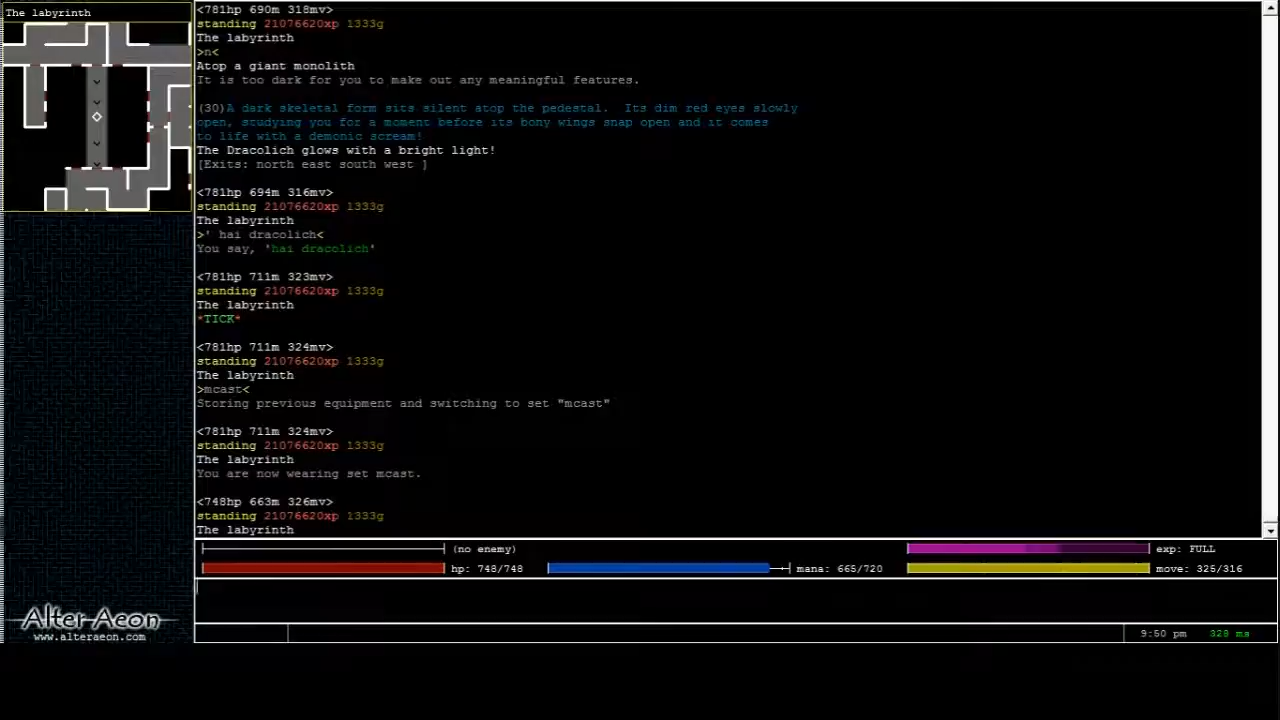 The labyrinth
<781hp 690m 318mv>
standing 21076620xp 1333g
The labyrinth
>n<
Atop a giant monolith
It is too dark for you to make out any meaningful features.
(30)A dark skeletal form sits silent atop the pedestal.  Its dim red eyes slowly
open, studying you for a moment before its bony wings snap open and it comes
to life with a demonic scream!
The Dracolich glows with a bright light!
[Exits: north east south west ]
<781hp 694m 316mv>
standing 21076620xp 1333g
The labyrinth
>' hai dracolich<
You say, 'hai dracolich'
<781hp 711m 323mv>
standing 21076620xp 1333g
The labyrinth
*TICK*
<781hp 711m 324mv>
standing 21076620xp 1333g
The labyrinth
>mcast<
Storing previous equipment and switching to set "mcast"
<781hp 711m 324mv>
standing 21076620xp 1333g
The labyrinth
You are now wearing set mcast.
<748hp 663m 326mv>
standing 21076620xp 1333g
The labyrinth
(no enemy)
exp: FULL
hp: 748/748
mana: 665/720
move: 325/316
Alter Aeon
www.alteraeon.com
9:50 pm
328 ms